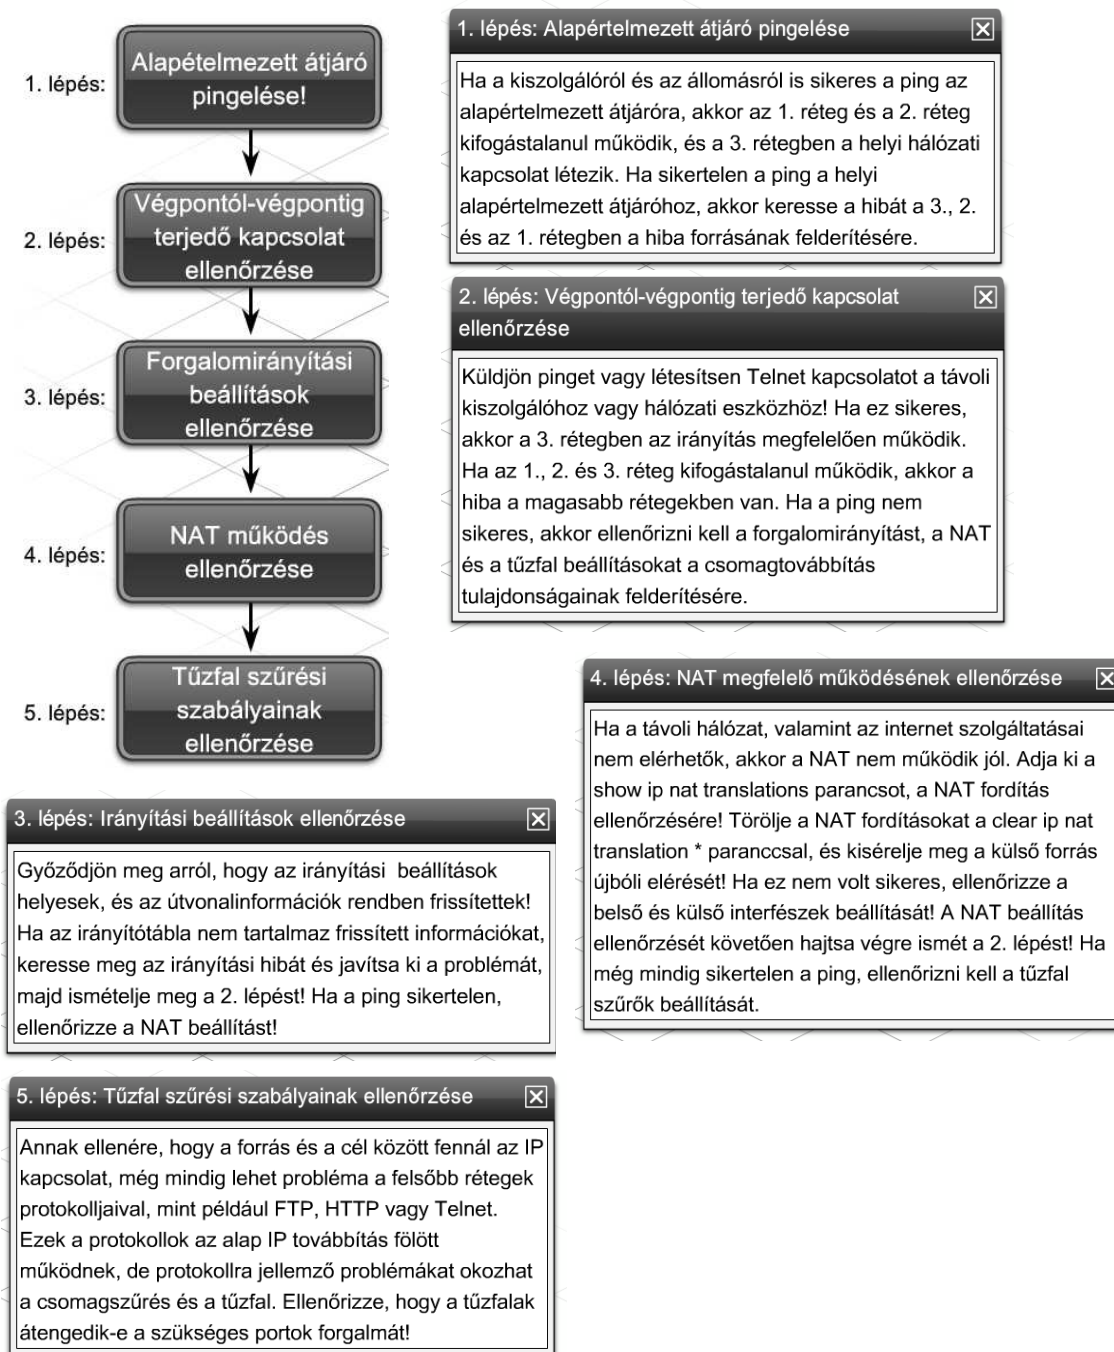 1. lépés:
Alapételmezett átjáró
pingelése!
2. lépés:
Végpontól-végpontig
terjedő kapcsolat
ellenőrzése
3. lépés:
Forgalomirányítási
beállítások
ellenőrzése
4. lépés:
NAT működés
ellenőrzése
5. lépés:
Tűzfal szűrési
szabályainak
ellenőrzése
1. lépés: Alapértelmezett átjáró pingelése
Ha a kiszolgálóról és az állomásról is sikeres a ping az
alapértelmezett átjáróra, akkor az 1. réteg és a 2. réteg
kifogástalanul működik, és a 3. rétegben a helyi hálózati
kapcsolat létezik. Ha sikertelen a ping a helyi
alapértelmezett átjáróhoz, akkor keresse a hibát a 3., 2.
és az 1. rétegben a hiba forrásának felderítésére.
2. lépés: Végpontól-végpontig terjedő kapcsolat
ellenőrzése
Küldjön pinget vagy létesítsen Telnet kapcsolatot a távoli
kiszolgálóhoz vagy hálózati eszközhöz! Ha ez sikeres,
akkor a 3. rétegben az irányítás megfelelően működik.
Ha az 1., 2. és 3. réteg kifogástalanul működik, akkor a
hiba a magasabb rétegekben van. Ha a ping nem
sikeres, akkor ellenőrizni kell a forgalomirányítást, a NAT
és a tűzfal beállításokat a csomagtovábbítás
tulajdonságainak felderítésére.
3. lépés: Irányítási beállítások ellenőrzése
Győződjön meg arról, hogy az irányítási beállítások
helyesek, és az útvonalinformációk rendben frissítettek!
Ha az irányítótábla nem tartalmaz frissített információkat,
keresse meg az irányítási hibát és javítsa ki a problémát,
majd ismételje meg a 2. lépést! Ha a ping sikertelen,
ellenőrizze a NAT beállítást!
4. lépés: NAT megfelelő működésének ellenőrzése
Ha a távoli hálózat, valamint az internet szolgáltatásai
nem elérhetők, akkor a NAT nem működik jól. Adja ki a
show ip nat translations parancsot, a NAT fordítás
ellenőrzésére! Törölje a NAT fordításokat a clear ip nat
translation * paranccsal, és kisérelje meg a külső forrás
újbóli elérését! Ha ez nem volt sikeres, ellenőrizze a
belső és külső interfészek beállítását! A NAT beállítás
ellenőrzését követően hajtsa végre ismét a 2. lépést! Ha
még mindig sikertelen a ping, ellenőrizni kell a tűzfal
szűrők beállítását.
5. lépés: Tűzfal szűrési szabályainak ellenőrzése
Annak ellenére, hogy a forrás és a cél között fennál az IP
kapcsolat, még mindig lehet probléma a felsőbb rétegek
protokolljaival, mint például FTP, HTTP vagy Telnet.
Ezek a protokollok az alap IP továbbítás fölött
működnek, de protokollra jellemző problémákat okozhat
a csomagszűrés és a tűzfal. Ellenőrizze, hogy a tűzfalak
átengedik-e a szükséges portok forgalmát!